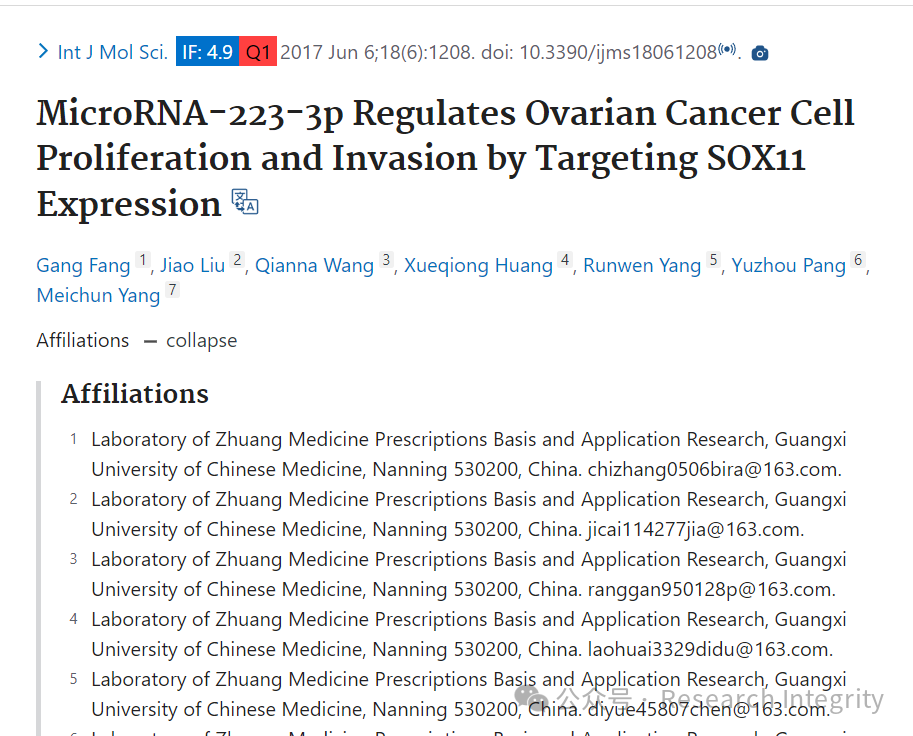 Int J Mol Sci. IF: 4.9 Q1 2017 Jun 6;18(6):1208. doi: 10.3390/ijms18061208.
MicroRNA-223-3p Regulates Ovarian Cancer Cell
Proliferation and Invasion by Targeting SOX11
Expression
Gang Fang 1, Jiao Liu 2, Qianna Wang 3, Xueqiong Huang 4, Runwen Yang 5, Yuzhou Pang 6,
Meichun Yang 7
Affiliations — collapse
Affiliations
1 Laboratory of Zhuang Medicine Prescriptions Basis and Application Research, Guangxi
University of Chinese Medicine, Nanning 530200, China. chizhang0506bira@163.com.
2 Laboratory of Zhuang Medicine Prescriptions Basis and Application Research, Guangxi
University of Chinese Medicine, Nanning 530200, China. jicai114277jia@163.com.
3 Laboratory of Zhuang Medicine Prescriptions Basis and Application Research, Guangxi
University of Chinese Medicine, Nanning 530200, China. ranggan950128p@163.com.
4 Laboratory of Zhuang Medicine Prescriptions Basis and Application Research, Guangxi
University of Chinese Medicine, Nanning 530200, China. laohuai3329didu@163.com.
5 Laboratory of Zhuang Medicine Prescriptions Basis and Application Research, Guangxi
University of Chinese Medicine, Nanning 530200, China. diyue45807chen@163.com.
公众号 · Research Integrity